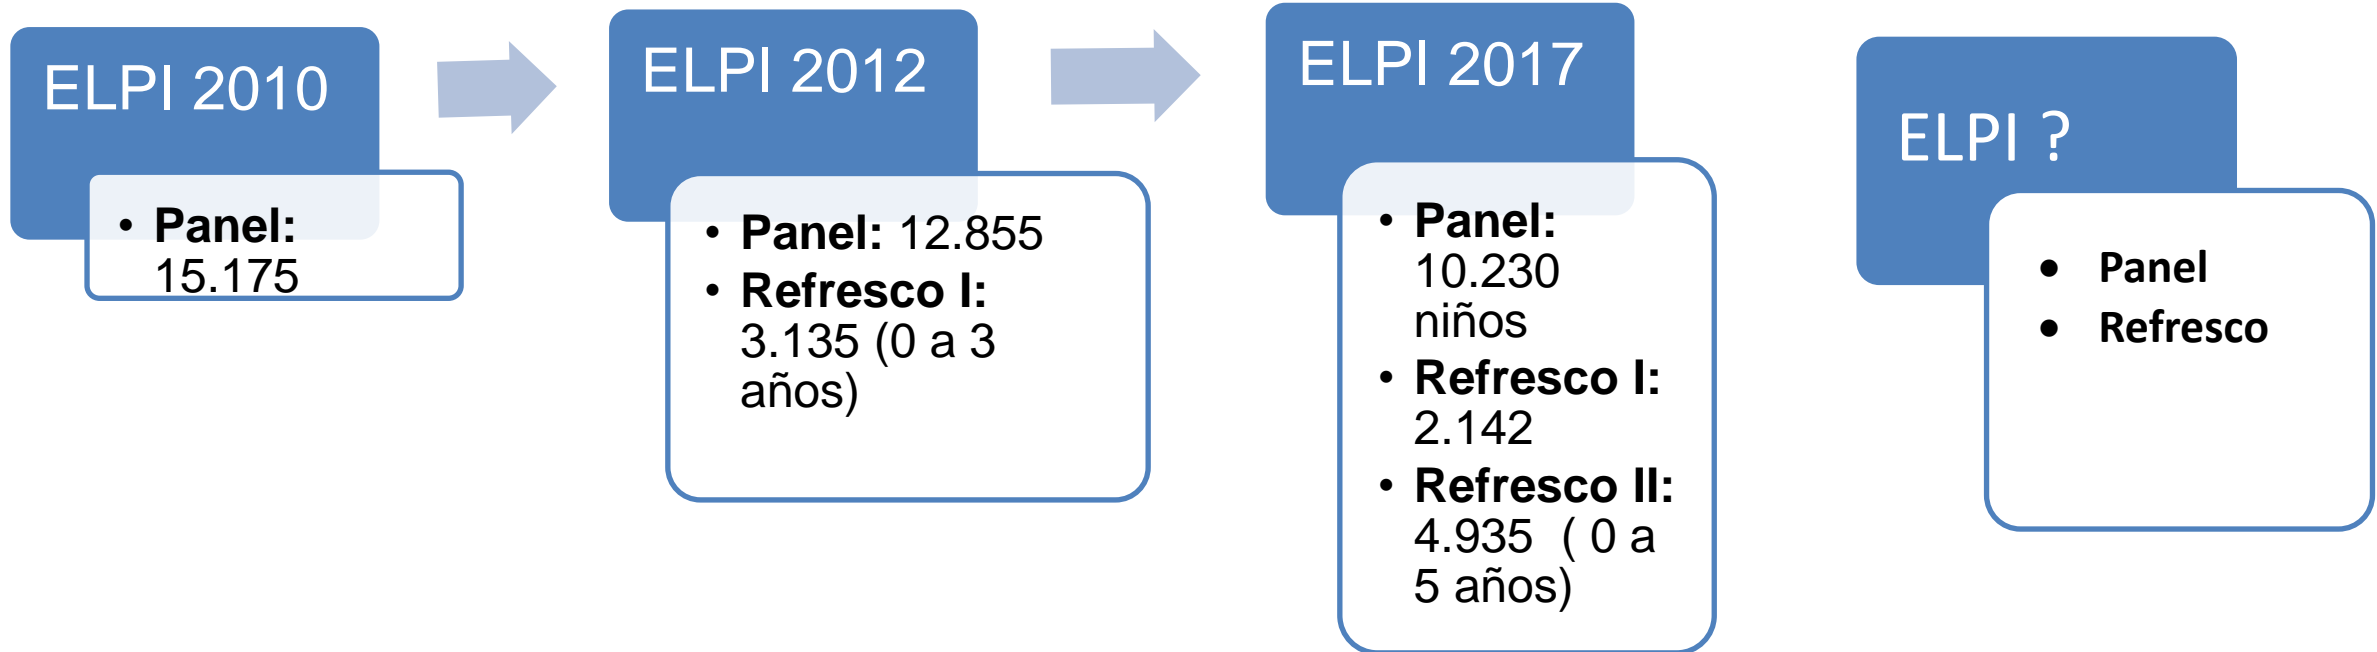 ELPI 2010
• Panel:
15.175
ELPI 2012
• Panel: 12.855
• Refresco I:
3.135 (0 a 3
años)
ELPI 2017
• Panel:
10.230
niños
• Refresco I:
2.142
• Refresco II:
4.935 ( 0 a
5 años)
ELPI ?
• Panel
• Refresco